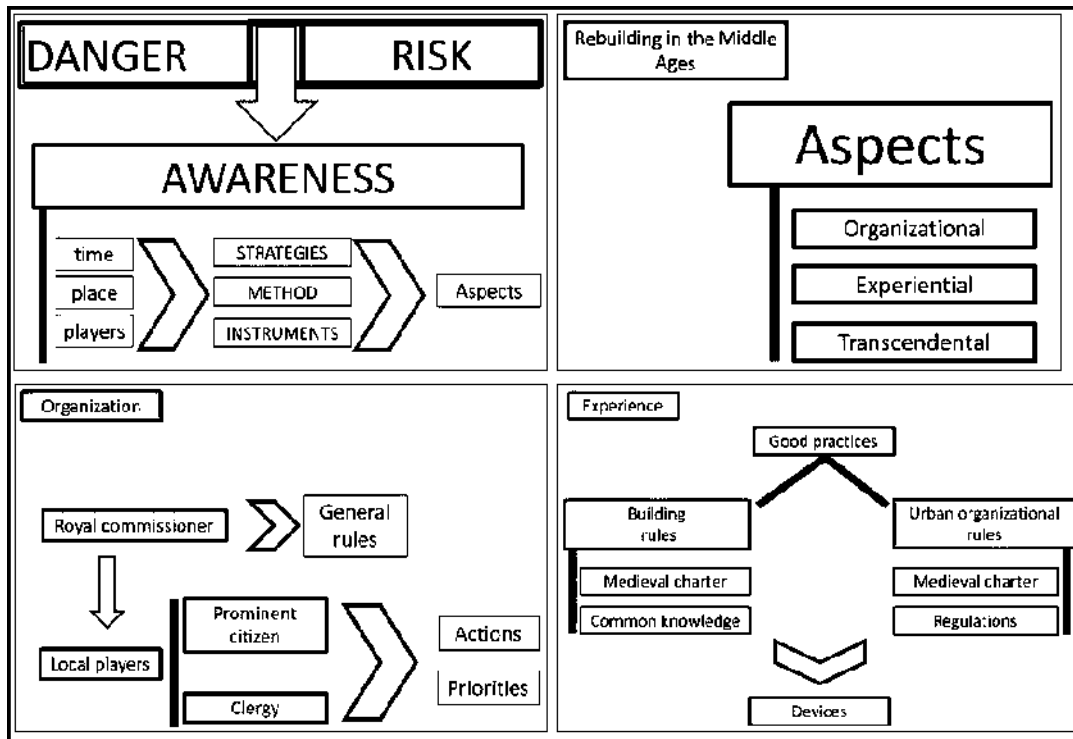 DANGER
RISK
AWARENESS
time
place
players
STRATEGIES
METHOD
INSTRUMENTS
Aspects
Rebuilding in the Middle
Ages
Aspects
Organizational
Experiential
Transcendental
Organization
Royal commissioner
General
rules
Local players
Prominent
citizen
Clergy
Actions
Priorities
Experience
Good practices
Building
rules
Medieval charter
Common knowledge
Urban organizational
rules
Medieval charter
Regulations
Devices